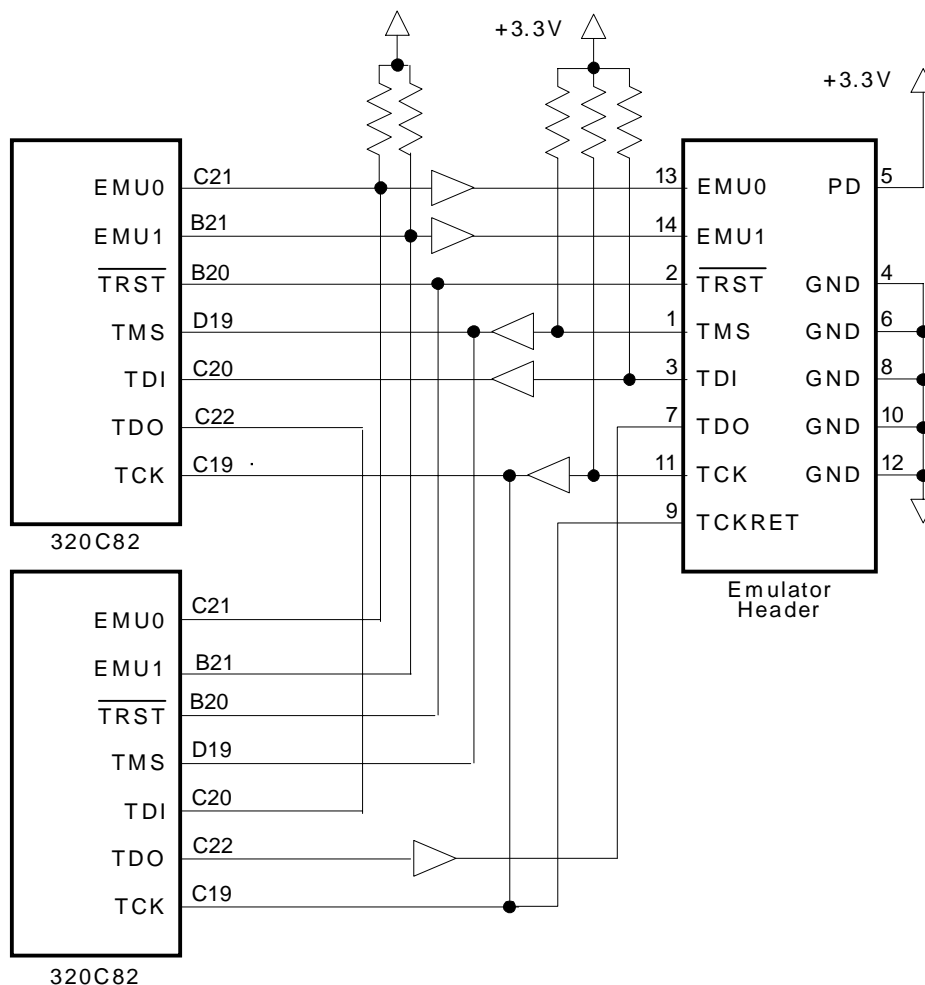 +3.3V
+3.3V
EMU0 C21
EMU1 B21
TRST B20
TMS D19
TDI C20
TDO C22
TCK C19
320C82
13 EMU0 PD 5
14 EMU1
2 TRST GND 4
1 TMS GND 6
3 TDI GND 8
7 TDO GND 10
11 TCK GND 12
9 TCKRET
Emulator
Header
EMU0 C21
EMU1 B21
TRST B20
TMS D19
TDI C20
TDO C22
TCK C19
320C82